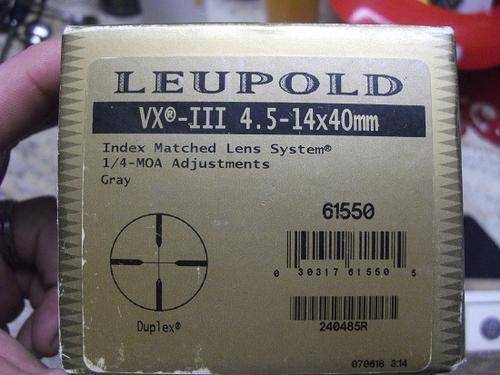 LEUPOLD
VX®-III 4.5-14x40mm
Index Matched Lens System®
1/4-MOA Adjustments
Gray
61550
0 30317 61550 5
Duplex®
240485R
070618 3:14